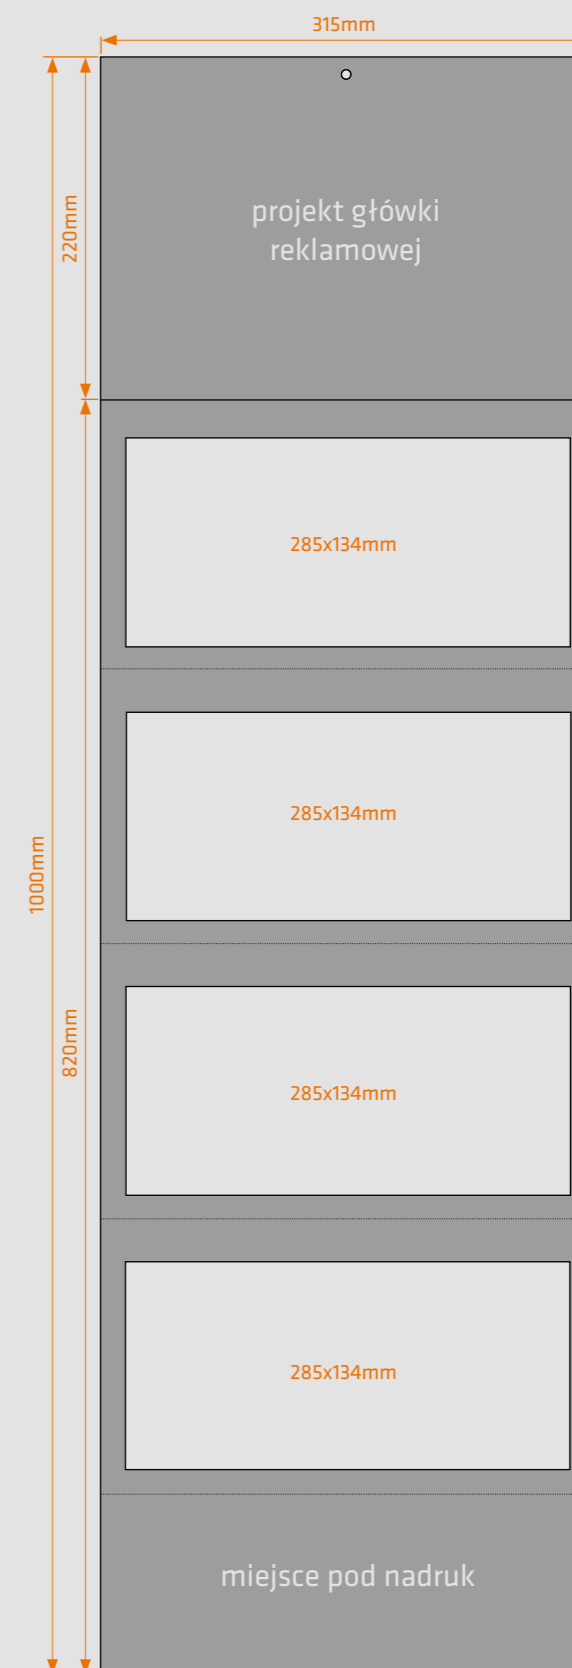 315mm
220mm
projekt główki
reklamowej
285x134mm
285x134mm
1000mm
820mm
285x134mm
285x134mm
miejsce pod nadruk